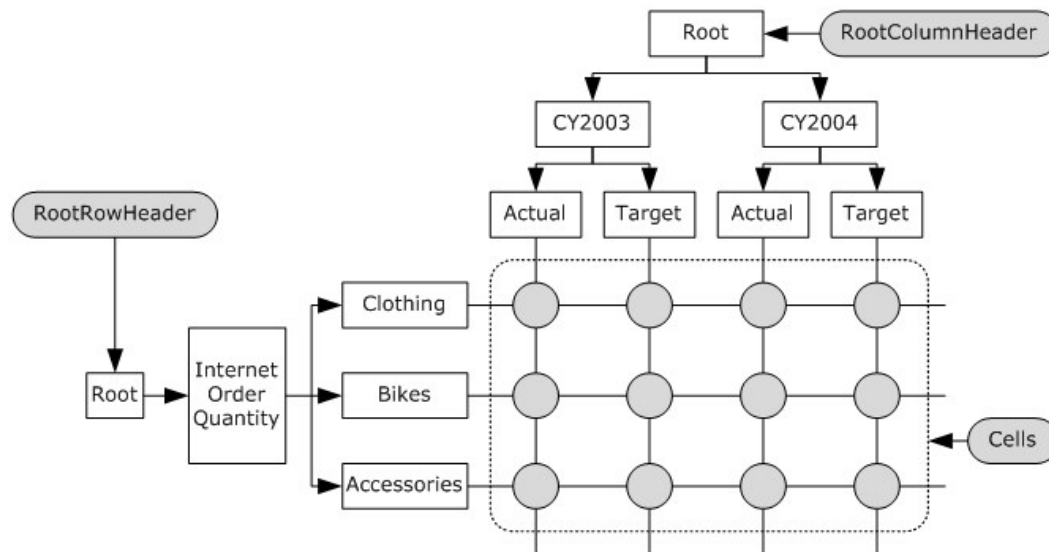 Root
RootColumnHeader
CY2003
CY2004
RootRowHeader
Actual
Target
Actual
Target
Clothing
Root
Internet
Order
Quantity
Bikes
Cells
Accessories